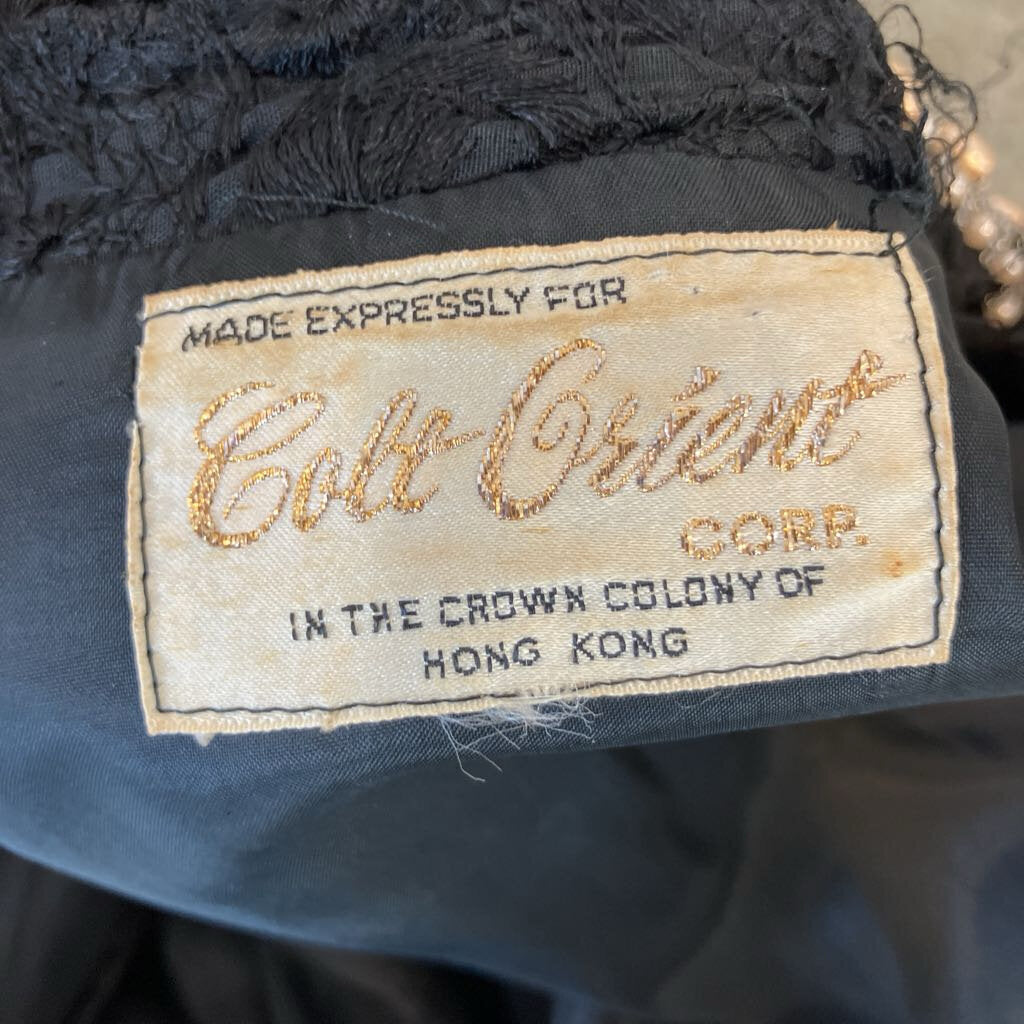 MADE EXPRESSLY FOR
Colt Orient
CORP.
IN THE CROWN COLONY OF
HONG KONG